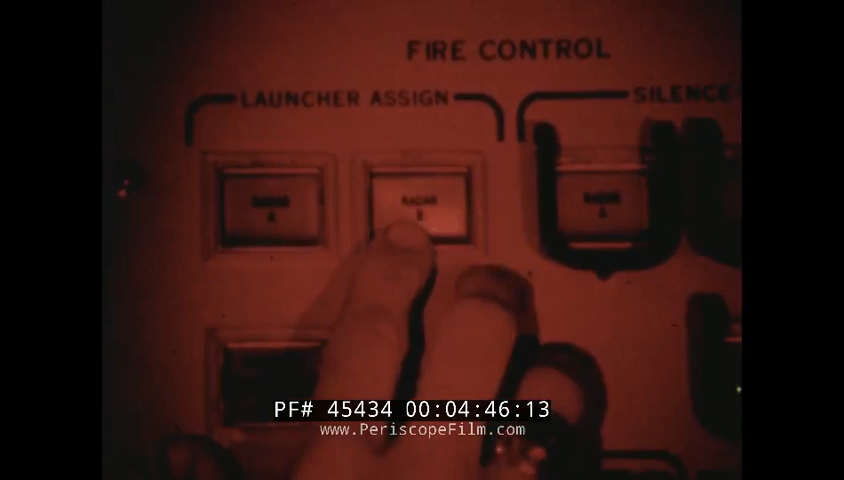 FIRE CONTROL
LAUNCHER ASSIGN
SILENCE
RADAR
A
RADAR
B
RADAR
A
PF# 45434 00:04:46:13
www.PeriscopeFilm.com